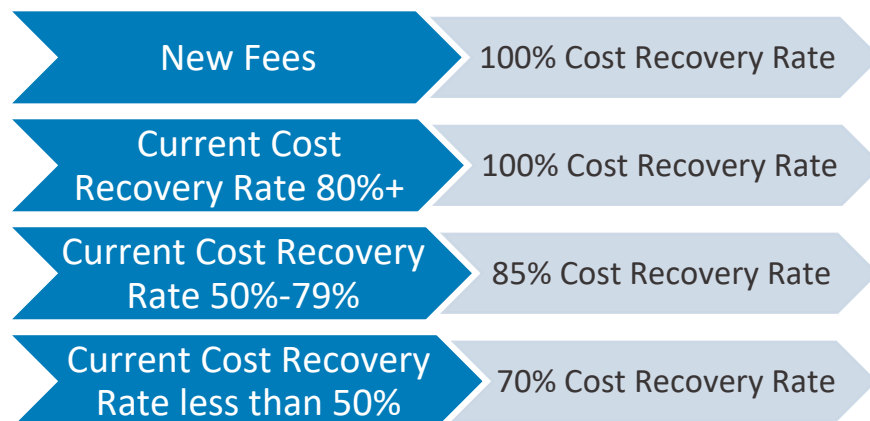 New Fees
100% Cost Recovery Rate
Current Cost
Recovery Rate 80%+
100% Cost Recovery Rate
Current Cost Recovery
Rate 50%-79%
85% Cost Recovery Rate
Current Cost Recovery
Rate less than 50%
70% Cost Recovery Rate